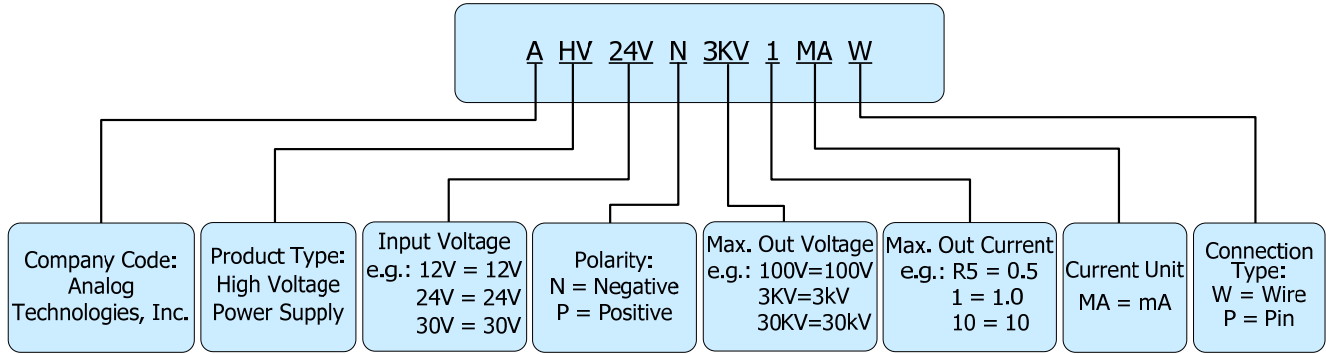 A HV 24V N 3KV 1 MA W
Company Code:
Analog
Technologies, Inc.
Product Type:
High Voltage
Power Supply
Input Voltage
e.g.: 12V = 12V
24V = 24V
30V = 30V
Polarity:
N = Negative
P = Positive
Max. Out Voltage
e.g.: 100V=100V
3KV=3kV
30KV=30kV
Max. Out Current
e.g.: R5 = 0.5
1 = 1.0
10 = 10
Current Unit
MA = mA
Connection
Type:
W = Wire
P = Pin